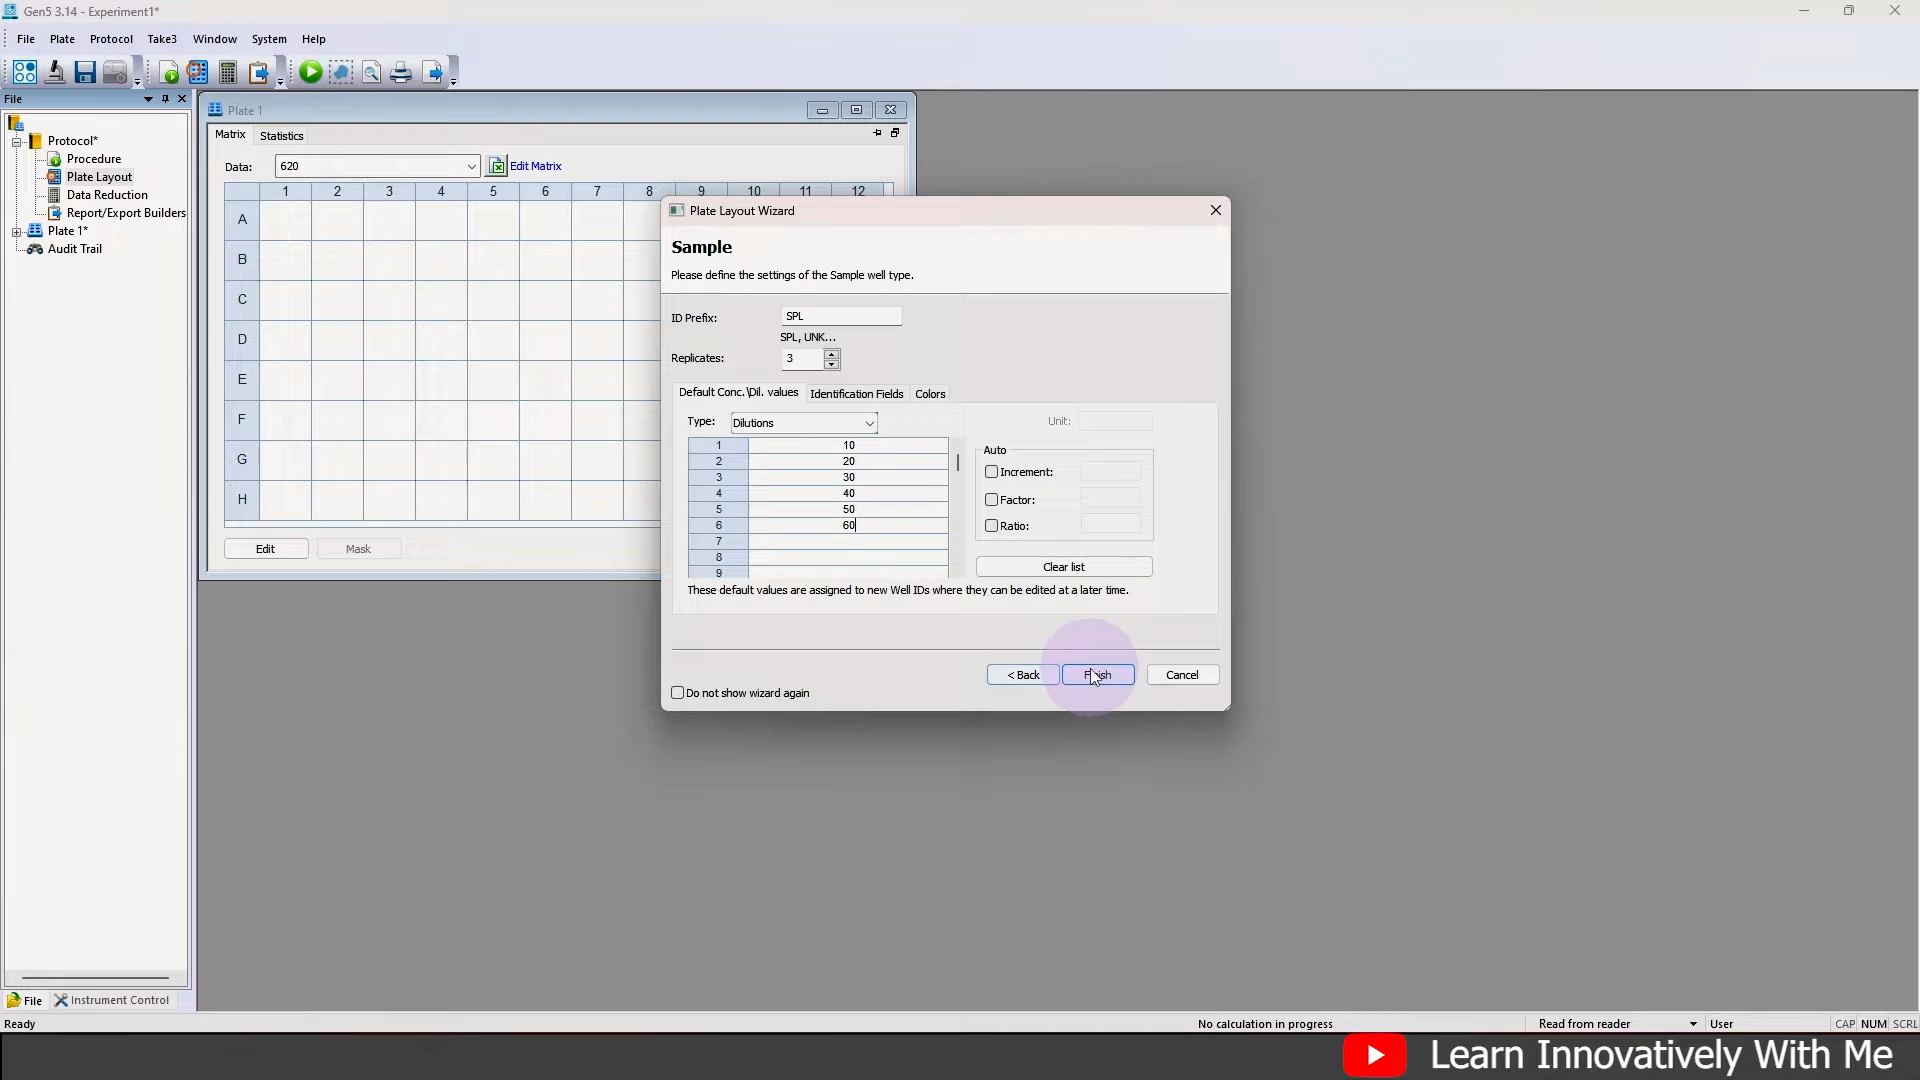 Gen5 3.14 - Experiment1*
File Plate Protocol Take3 Window System Help
File
Protocol*
Procedure
Plate Layout
Data Reduction
Report/Export Builders
Plate 1*
Audit Trail
Plate 1
Matrix Statistics
Data: 620 Edit Matrix
1 2 3 4 5 6 7 8 9 10 11 12
A
B
C
D
E
F
G
H
Edit Mask
Plate Layout Wizard
Sample
Please define the settings of the Sample well type.
ID Prefix: SPL
SPL, UNK...
Replicates: 3
Default Conc.\Dil. values Identification Fields Colors
Type: Dilutions Unit:
1 10
2 20
3 30
4 40
5 50
6 60
7
8
9
Auto
Increment:
Factor:
Ratio:
Clear list
These default values are assigned to new Well IDs where they can be edited at a later time.
< Back Finish Cancel
Do not show wizard again
File Instrument Control
Ready No calculation in progress Read from reader User CAP NUM SCRL
Learn Innovatively With Me